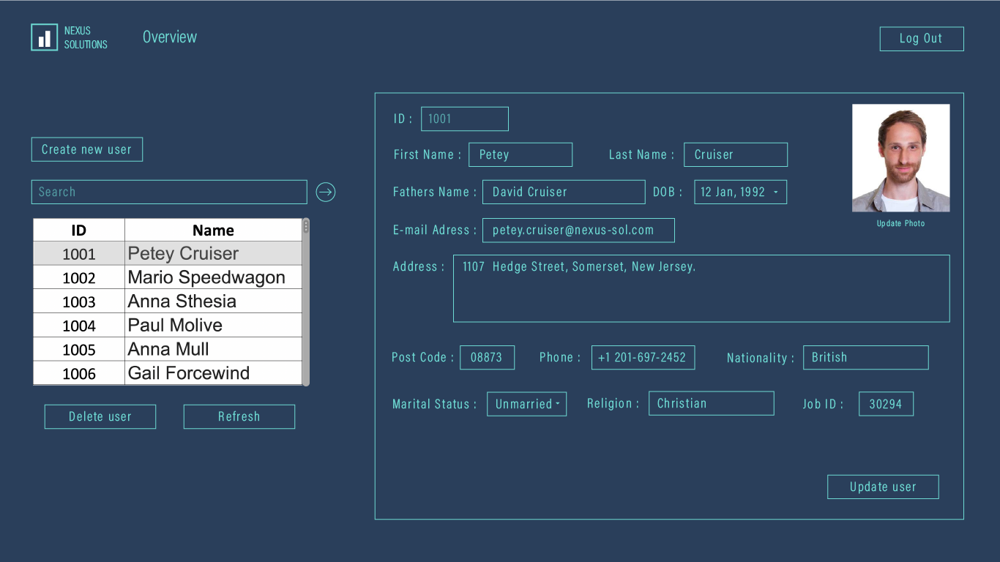 NEXUS
SOLUTIONS
Overview
Log Out
Create new user
Search
ID Name
1001 Petey Cruiser
1002 Mario Speedwagon
1003 Anna Sthesia
1004 Paul Molive
1005 Anna Mull
1006 Gail Forcewind
Delete user Refresh
ID : 1001
First Name : Petey Last Name : Cruiser
Fathers Name : David Cruiser DOB : 12 Jan, 1992
Update Photo
E-mail Adress : petey.cruiser@nexus-sol.com
Address : 1107 Hedge Street, Somerset, New Jersey.
Post Code : 08873 Phone : +1 201-697-2452 Nationality : British
Marital Status : Unmarried Religion : Christian Job ID : 30294
Update user